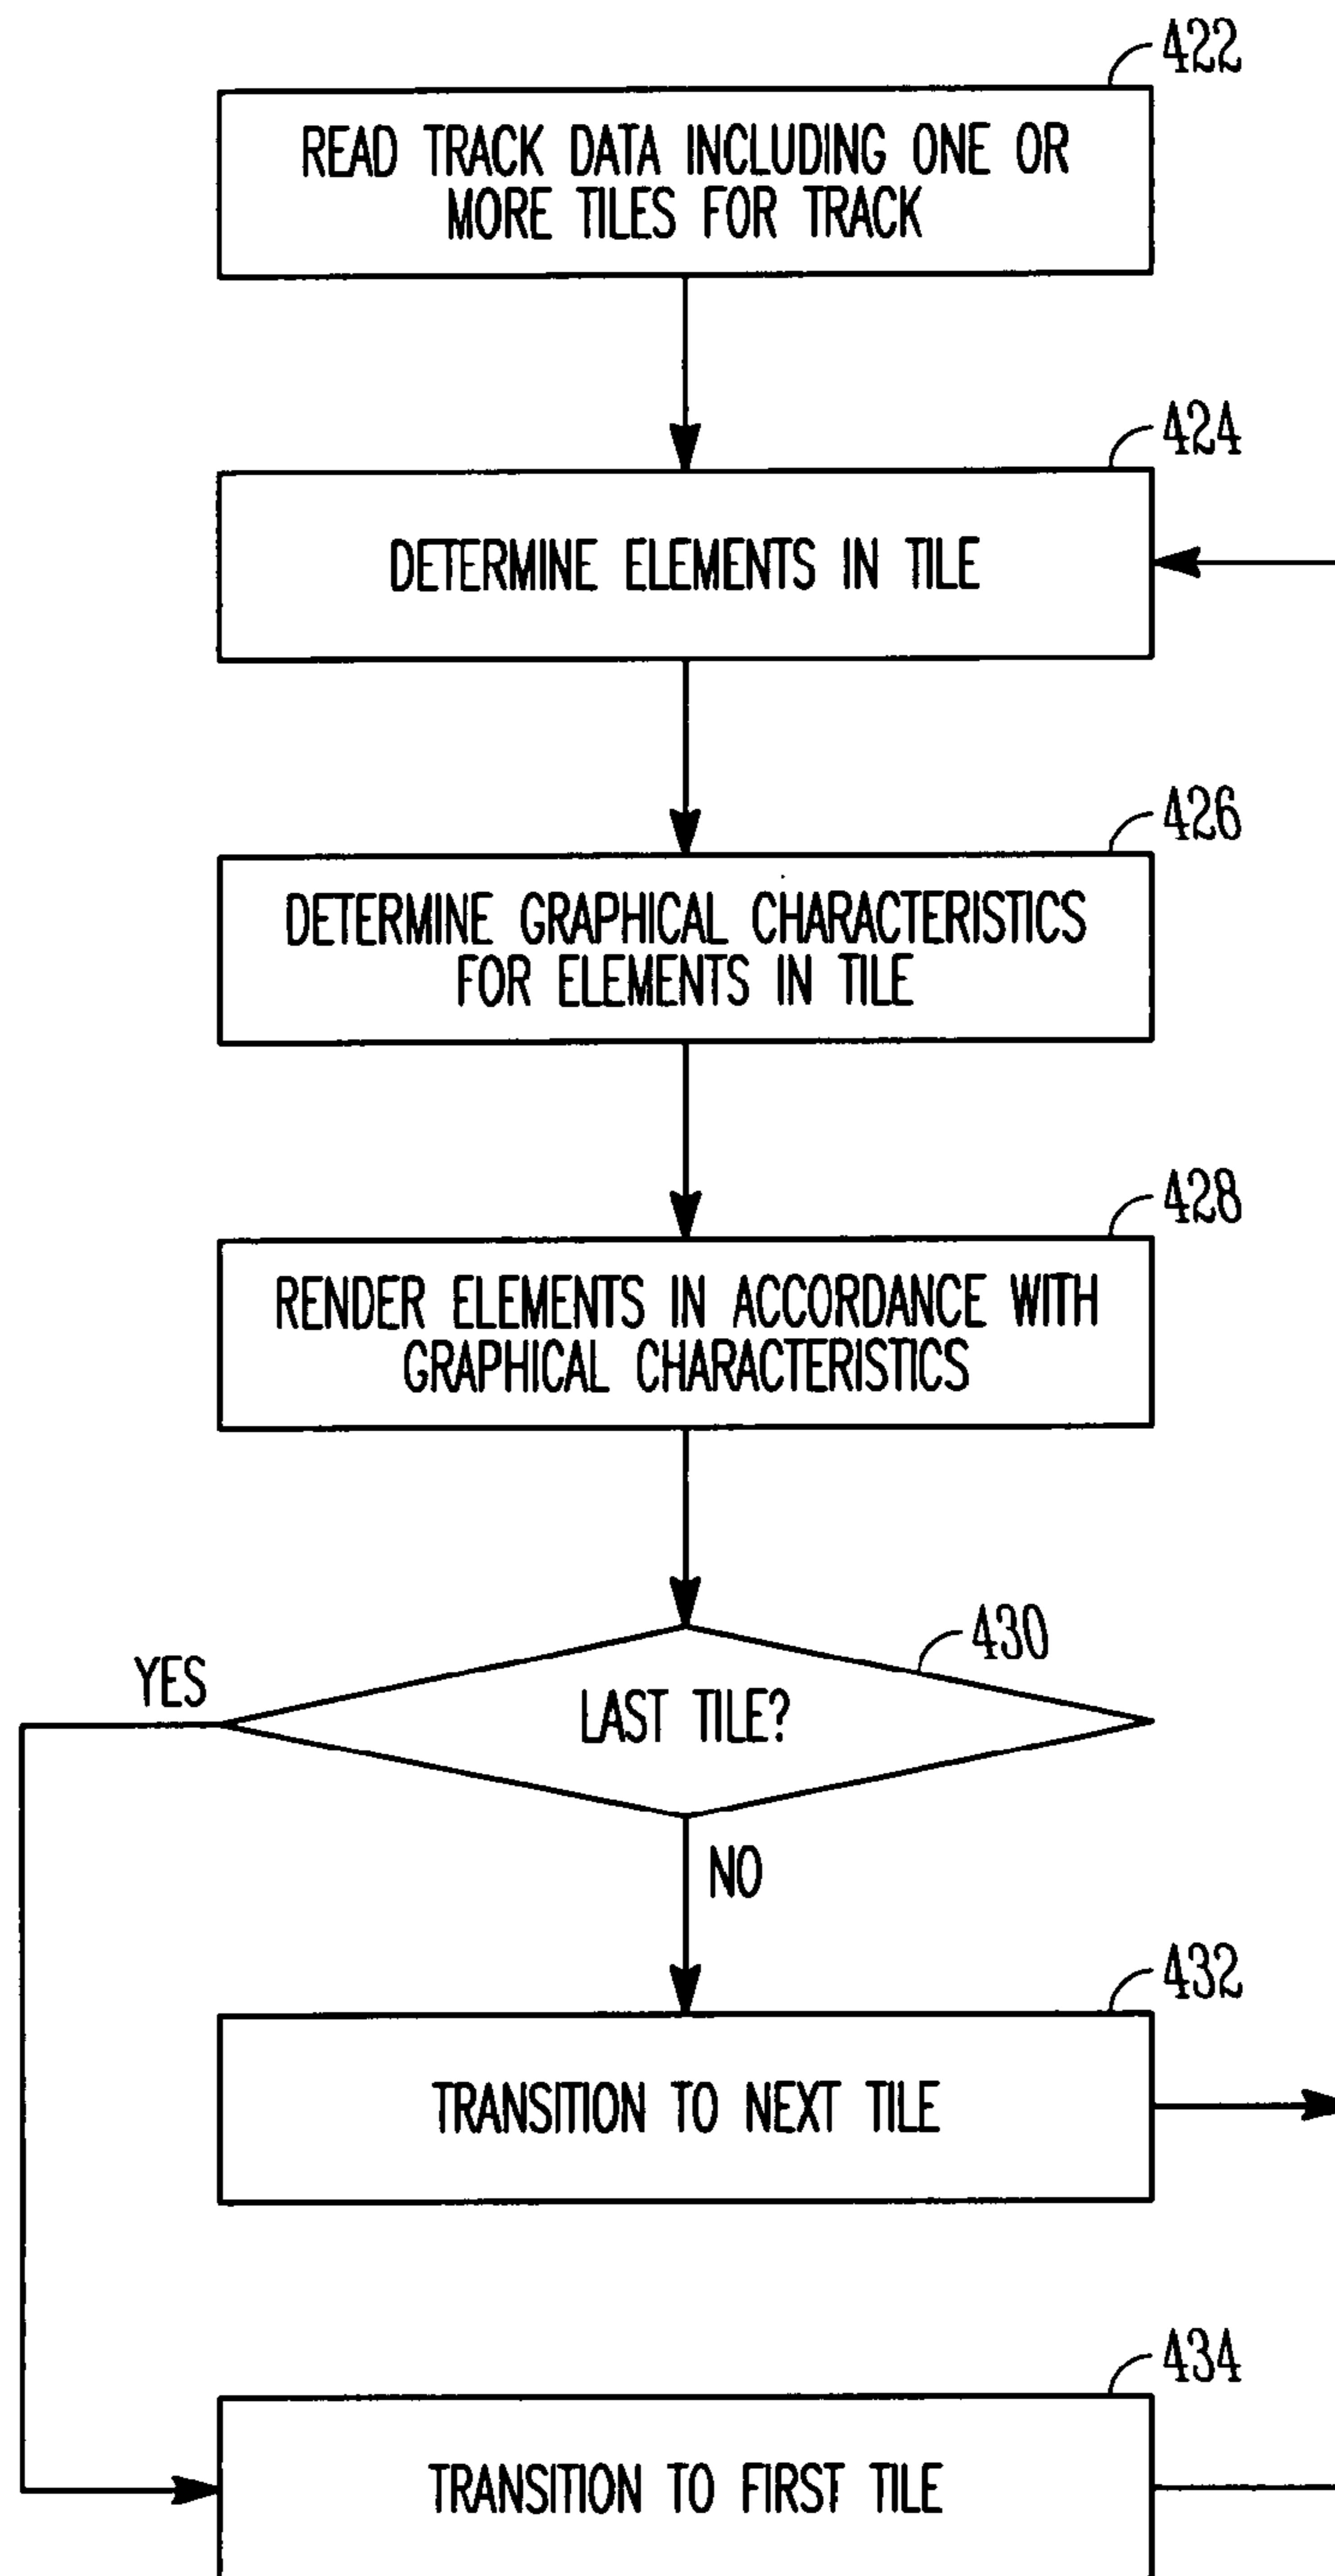 422
READ TRACK DATA INCLUDING ONE OR
MORE TILES FOR TRACK
424
DETERMINE ELEMENTS IN TILE
426
DETERMINE GRAPHICAL CHARACTERISTICS
FOR ELEMENTS IN TILE
428
RENDER ELEMENTS IN ACCORDANCE WITH
GRAPHICAL CHARACTERISTICS
430
YES
LAST TILE?
NO
432
TRANSITION TO NEXT TILE
434
TRANSITION TO FIRST TILE